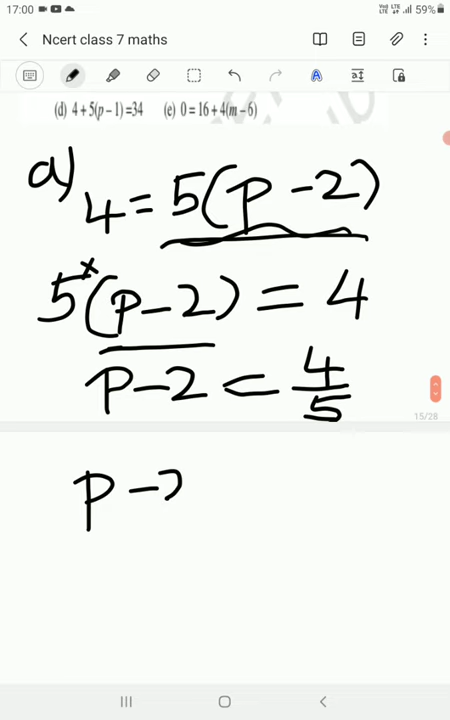 17:00 59%
Ncert class 7 maths
(d) 4+5(p−1)=34 (e) 0=16+4(m−6)
a)
4 = 5(p−2)
5×(p−2) = 4
p−2 = 4/5
15/28
p−2